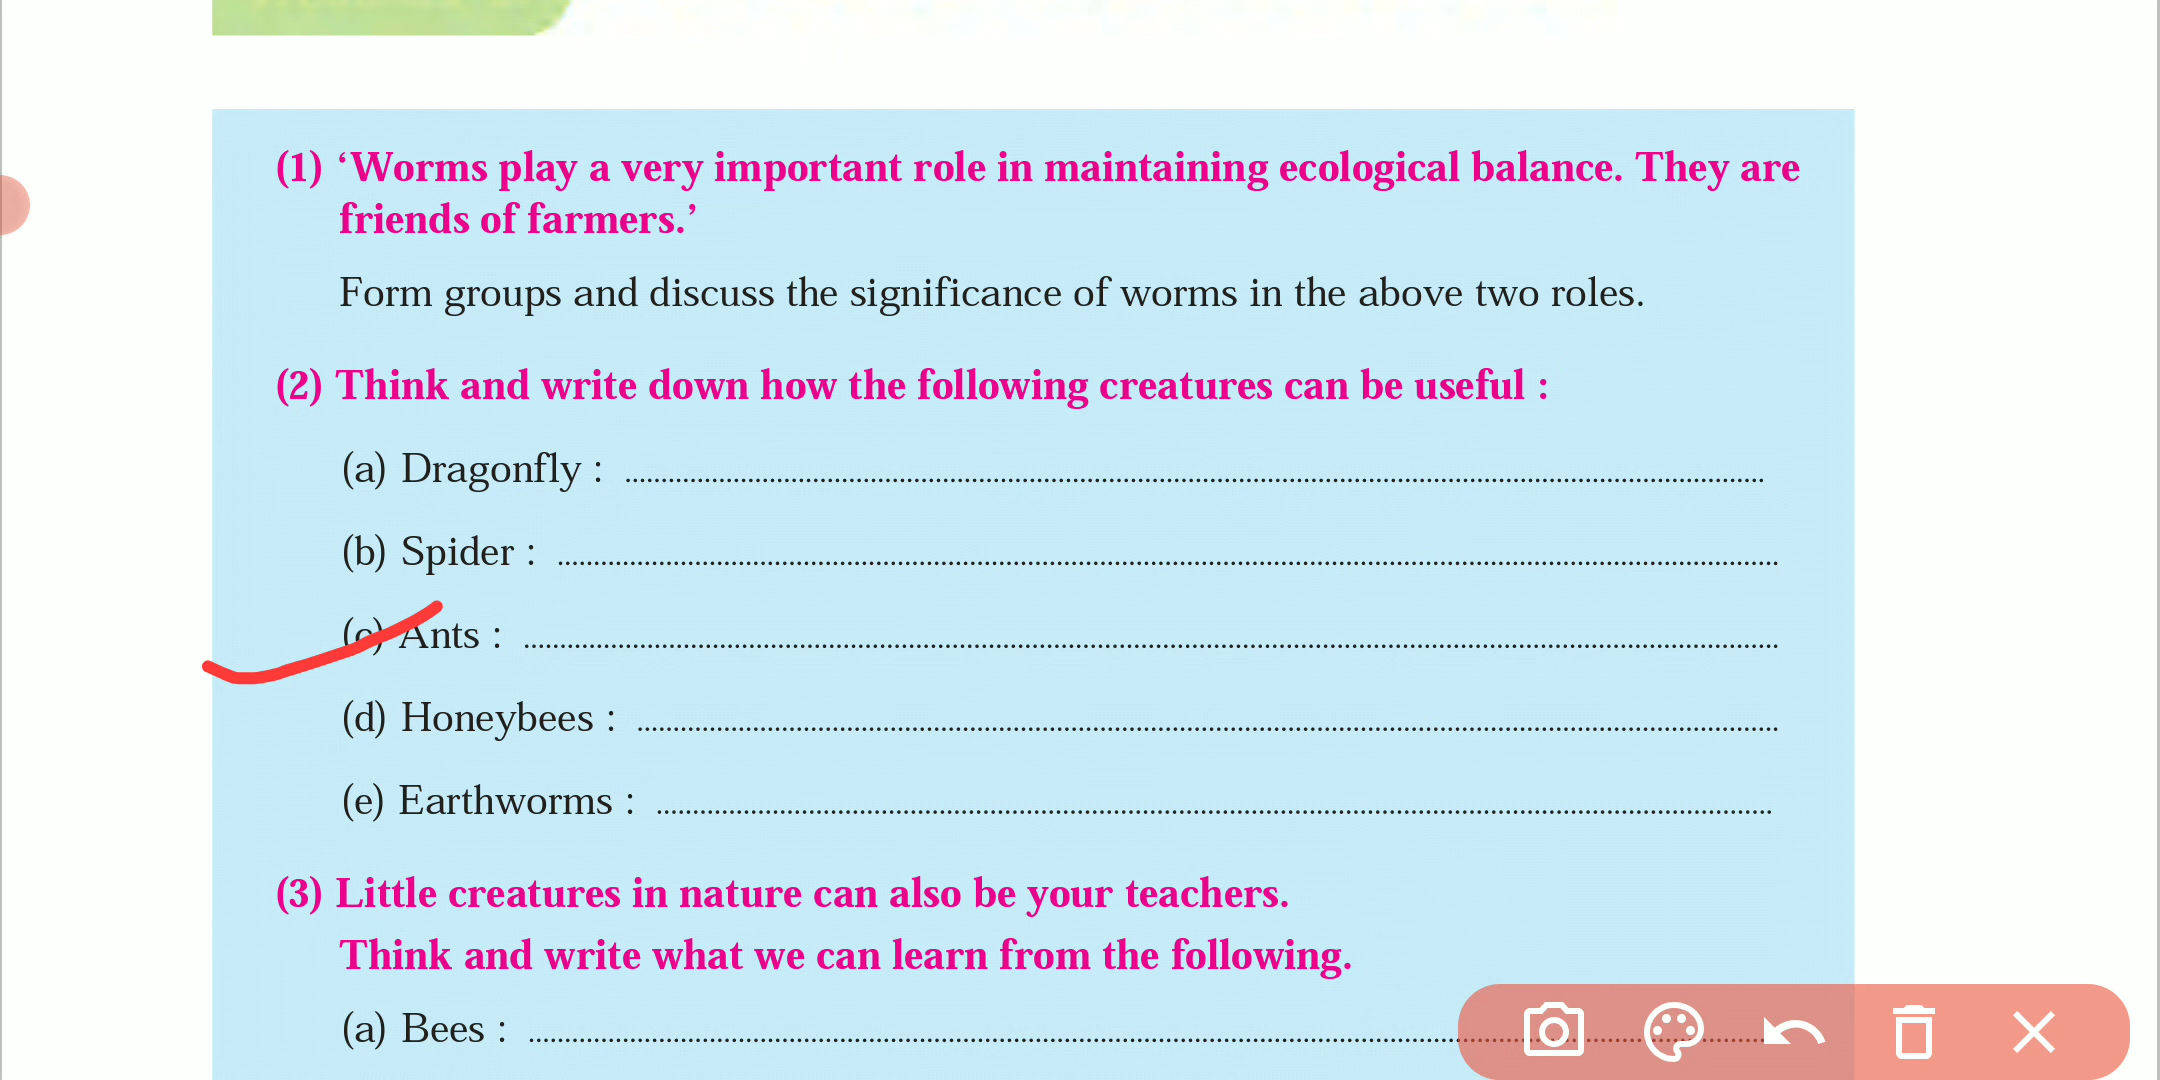 (1) ‘Worms play a very important role in maintaining ecological balance. They are
friends of farmers.’
Form groups and discuss the significance of worms in the above two roles.
(2) Think and write down how the following creatures can be useful :
(a) Dragonfly : ........................................
(b) Spider : ........................................
(c) Ants : ........................................
(d) Honeybees : ........................................
(e) Earthworms : ........................................
(3) Little creatures in nature can also be your teachers.
Think and write what we can learn from the following.
(a) Bees : ........................................